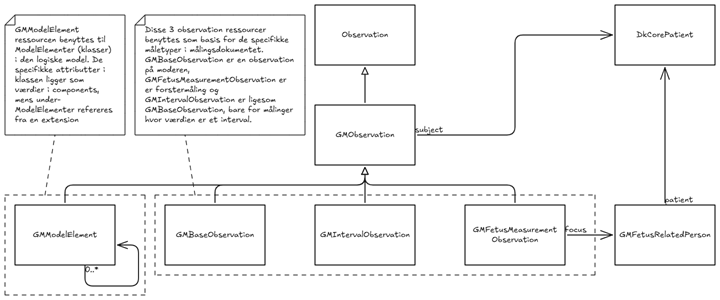 GMModelElement
ressourcen benyttes til
ModelElementer (klasser)
i den logiske model. De
specifikke attributter i
klassen ligger som
værdier i components,
mens under-
ModelElementer refereres
fra en extension
Disse 3 observation ressourcer
benyttes som basis for de specifikke
måletyper i målingsdokumentet.
GMBaseObservation er en observation
på moderen,
GMFetusMeasurementObservation er
er forstermåling og
GMIntervalObservation er ligesom
GMBaseObservation, bare for målinger
hvor værdien er et interval.
Observation
DkCorePatient
GMObservation
subject
patient
GMModelElement
0..*
GMBaseObservation
GMIntervalObservation
GMFetusMeasurement
Observation
focus
GMFetusRelatedPerson